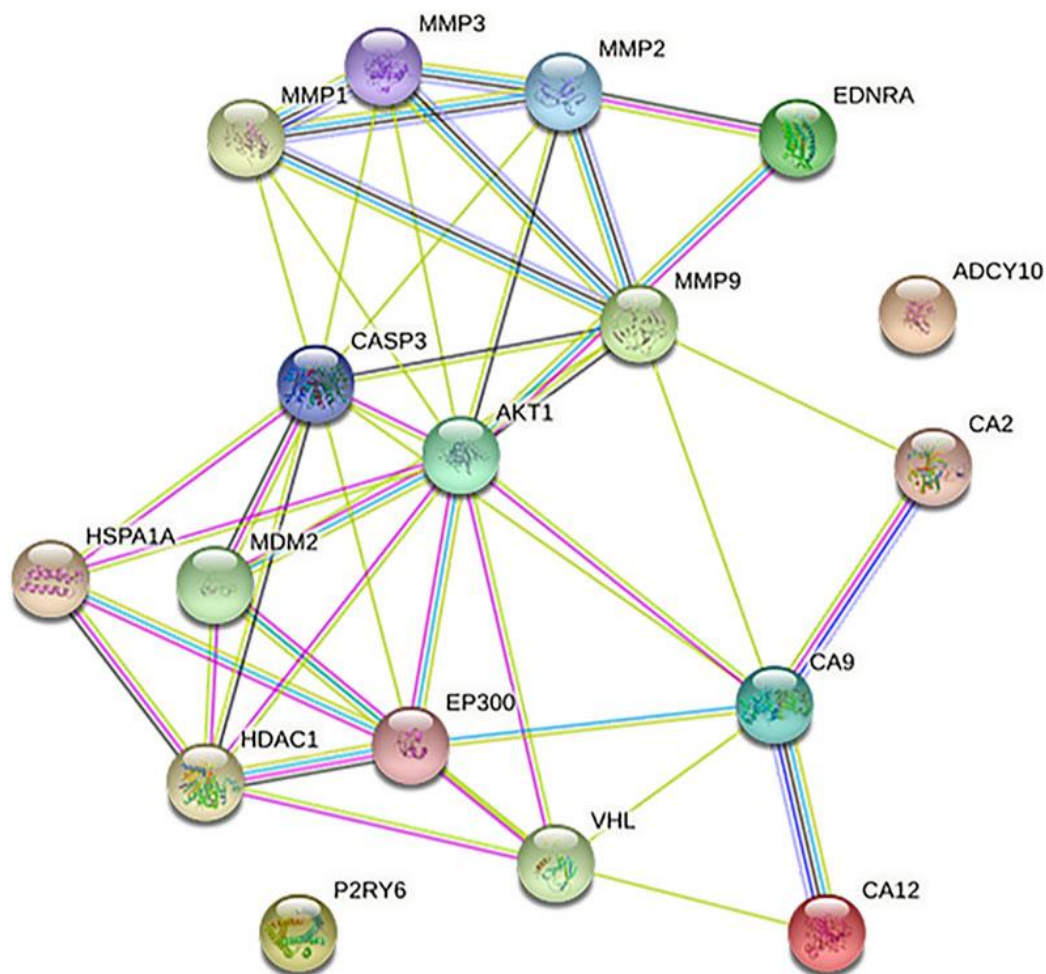 MMP3
MMP2
MMP1
EDNRA
ADCY10
MMP9
CASP3
AKT1
CA2
HSPA1A
MDM2
CA9
EP300
HDAC1
VHL
P2RY6
CA12